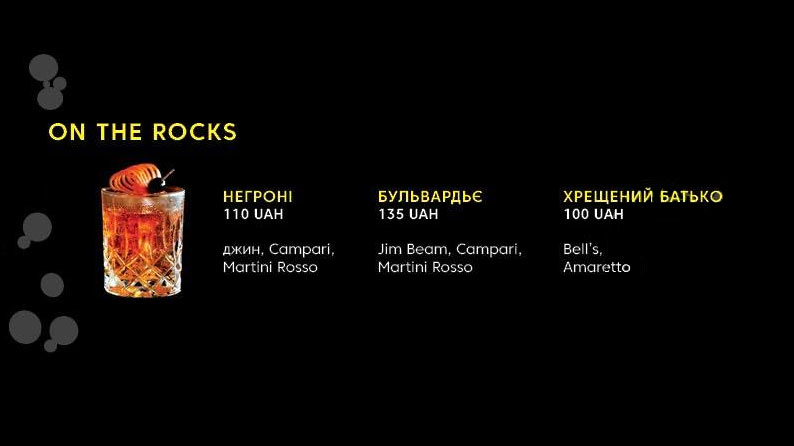 ON THE ROCKS
НЕГРОНІ
110 UAH
джин, Campari,
Martini Rosso
БУЛЬВАРДЬЄ
135 UAH
Jim Beam, Campari,
Martini Rosso
ХРЕЩЕНИЙ БАТЬКО
100 UAH
Bell's,
Amaretto